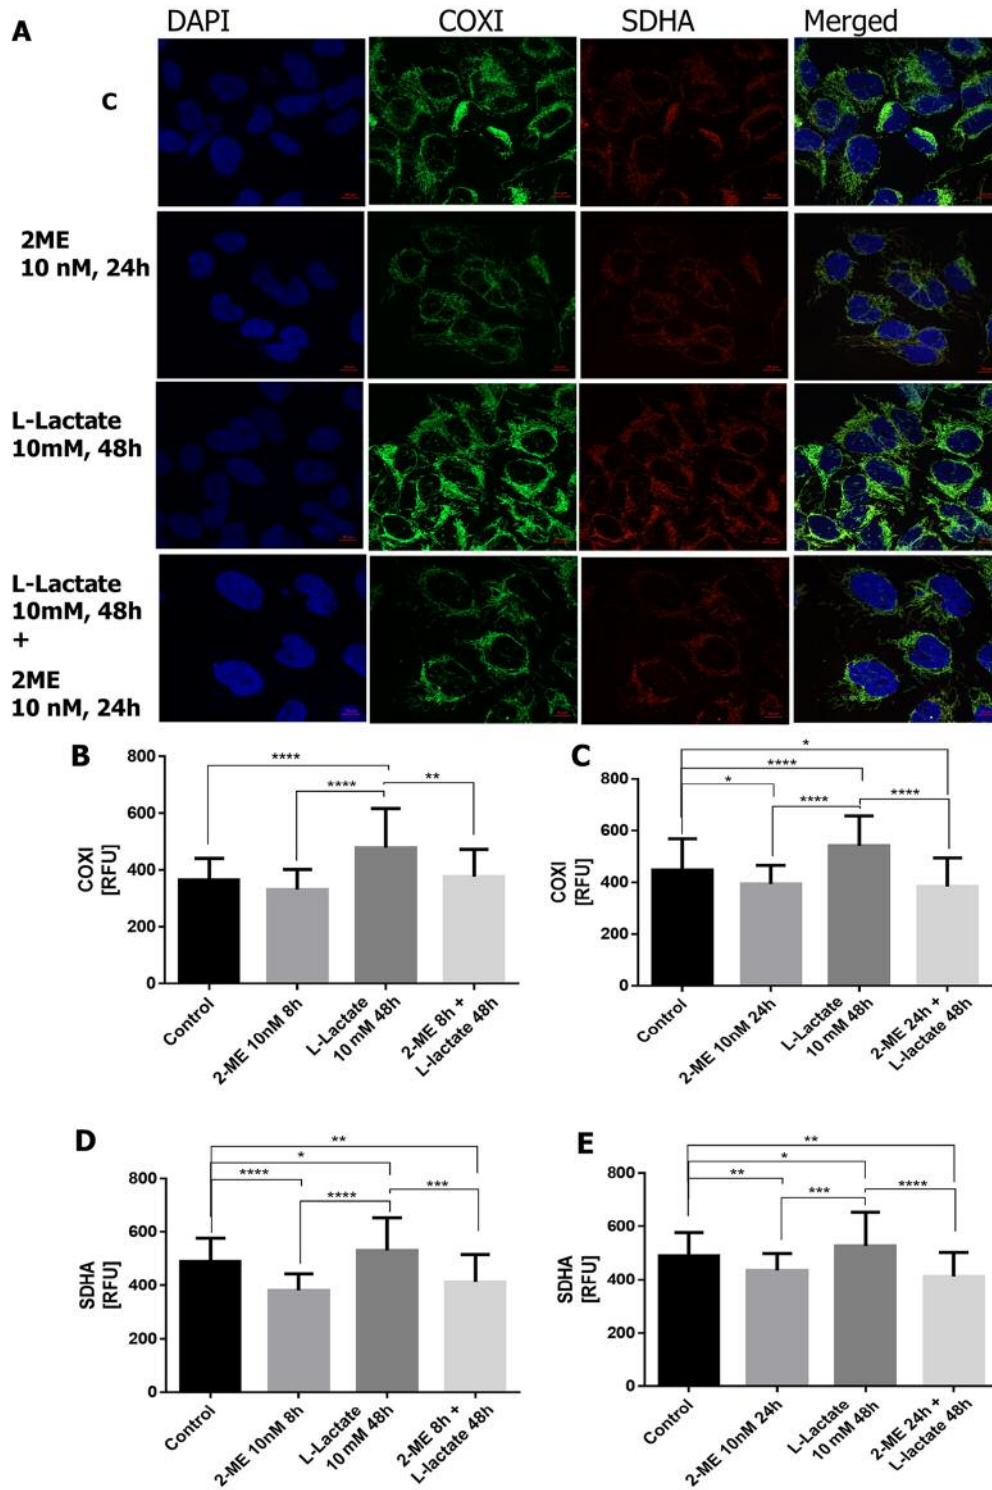 A
DAPI COXI SDHA Merged
C
2ME
10 nM, 24h
L-Lactate
10mM, 48h
L-Lactate
10mM, 48h
+
2ME
10 nM, 24h
B
COXI
[RFU]
800
600
400
200
0
****
**** **
Control
2-ME 10nM 8h
L-Lactate
10 mM 48h
2-ME 8h +
L-lactate 48h
C
COXI
[RFU]
800
600
400
200
0
*
****
* **** ****
Control
2-ME 10nM 24h
L-Lactate
10 mM 48h
2-ME 24h +
L-lactate 48h
D
SDHA
[RFU]
800
600
400
200
0
**
*
****
**** ***
Control
2-ME 10nM 8h
L-Lactate
10 mM 48h
2-ME 8h +
L-lactate 48h
E
SDHA
[RFU]
800
600
400
200
0
**
*
**
*** ****
Control
2-ME 10nM 24h
L-Lactate
10 mM 48h
2-ME 24h +
L-lactate 48h